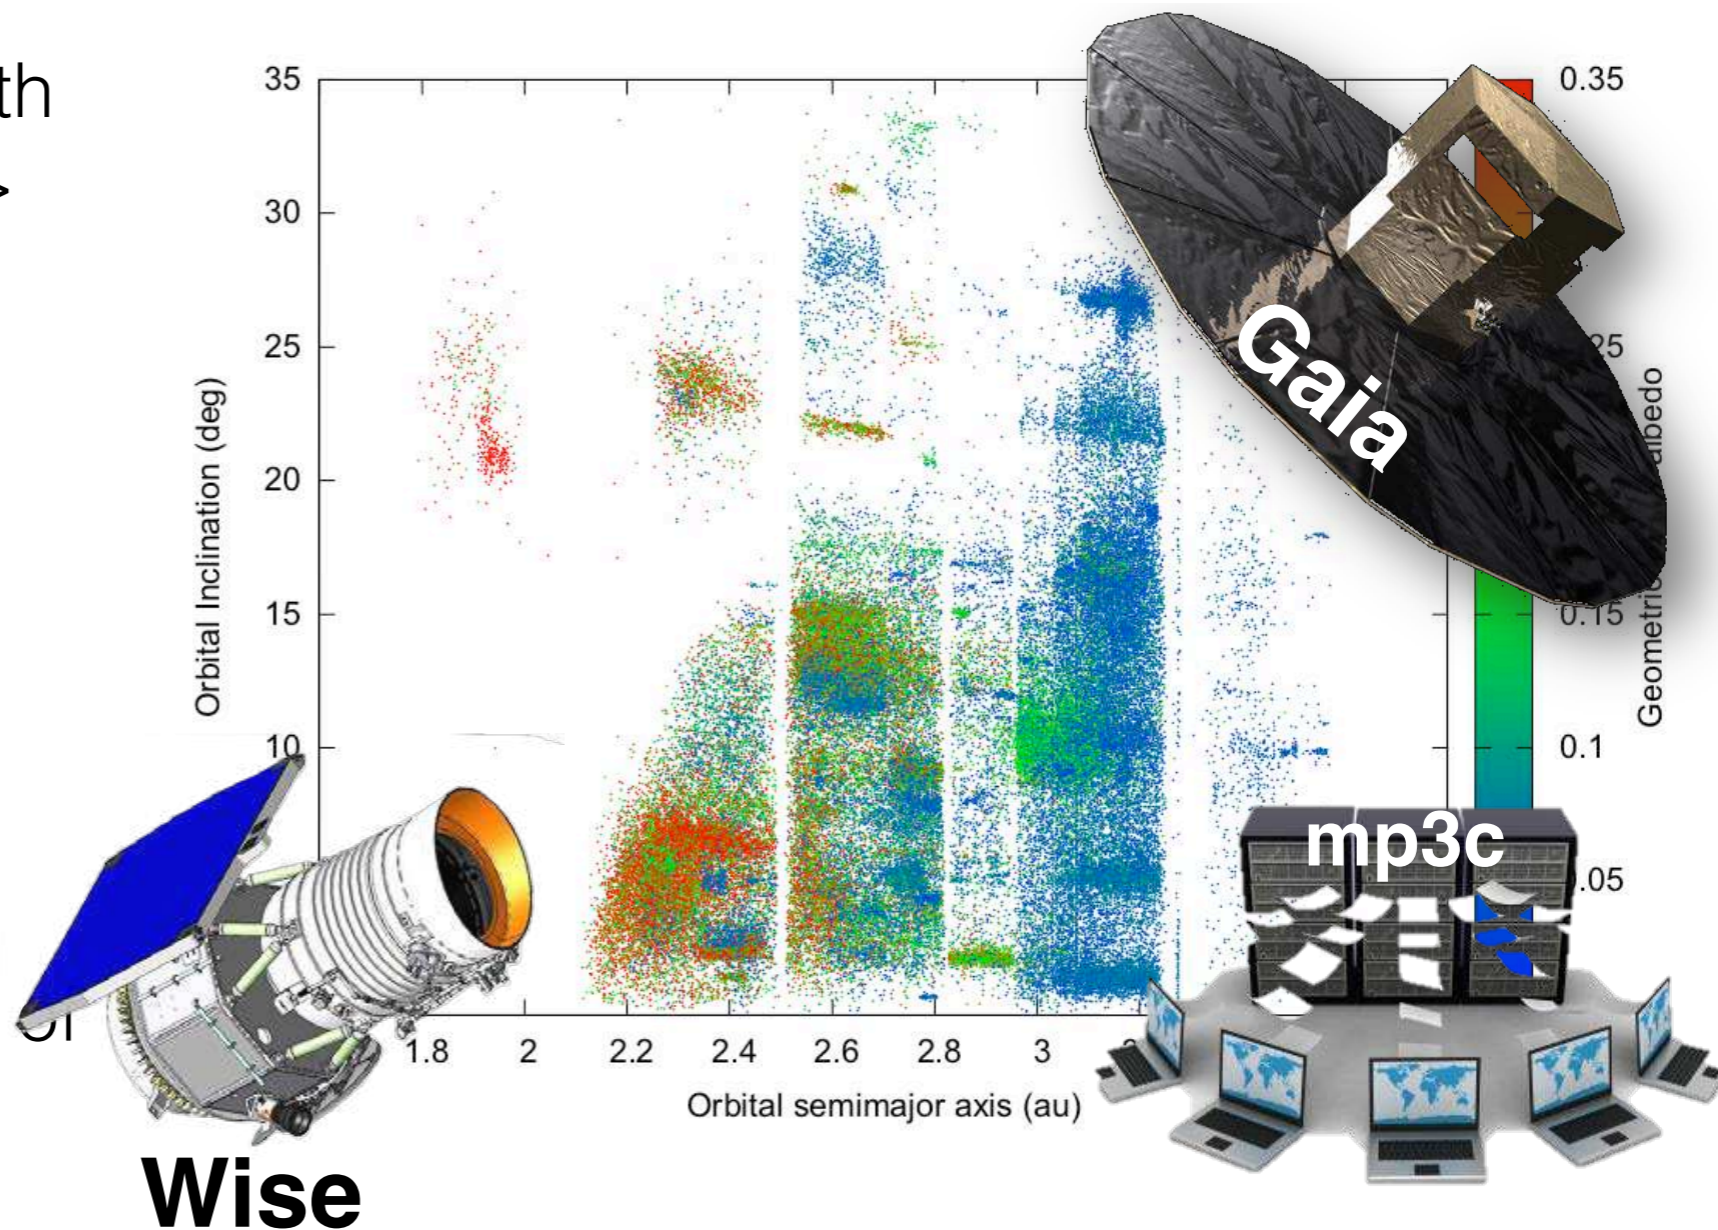 th
>
35
30
25
20
15
10
Orbital Inclination (deg)
1.8 2 2.2 2.4 2.6 2.8 3
Orbital semimajor axis (au)
0.35
25
0.15
0.1
.05
Geometric
albedo
Gaia
mp3c
Wise